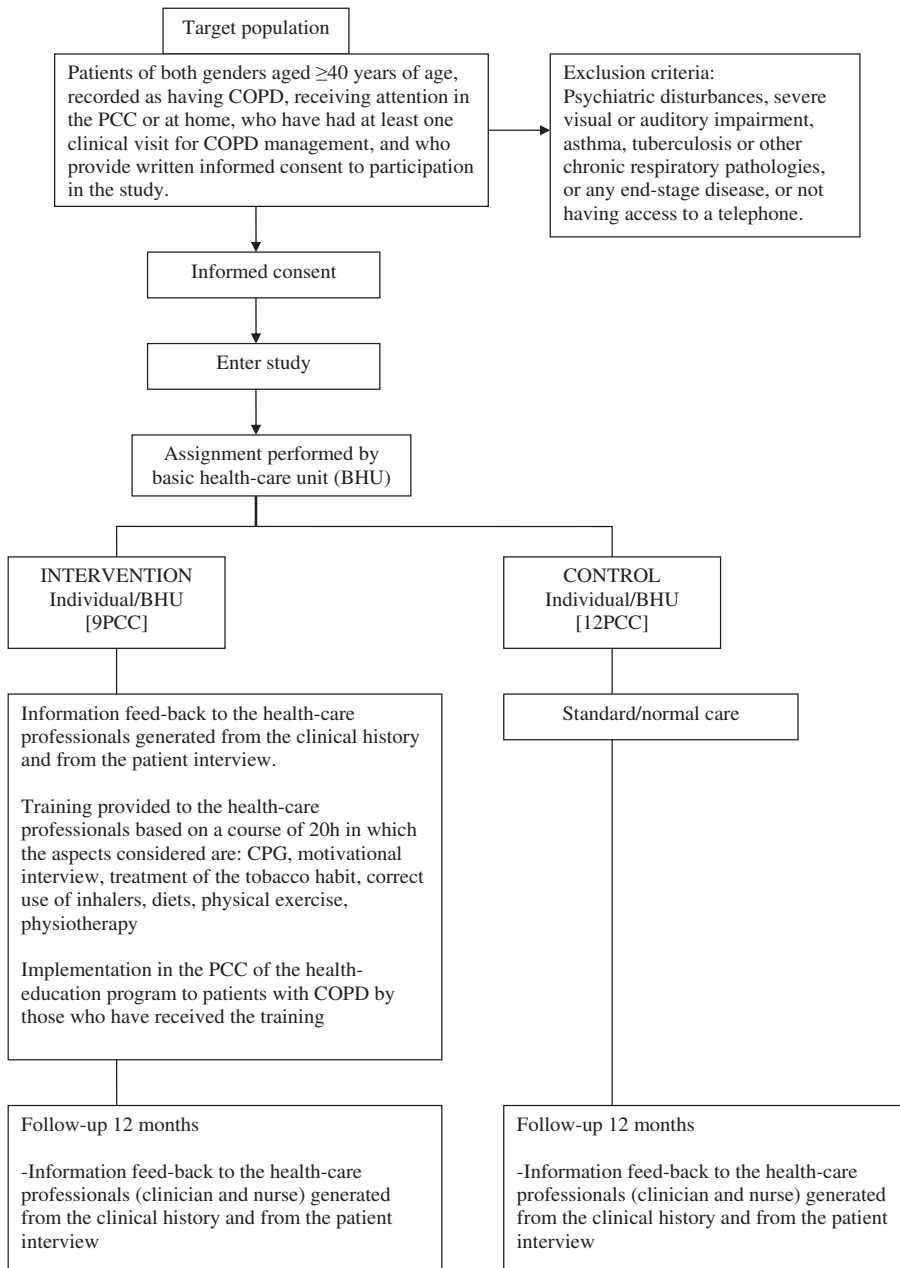 Target population
Patients of both genders aged ≥40 years of age,
recorded as having COPD, receiving attention in
the PCC or at home, who have had at least one
clinical visit for COPD management, and who
provide written informed consent to participation
in the study.
Exclusion criteria:
Psychiatric disturbances, severe
visual or auditory impairment,
asthma, tuberculosis or other
chronic respiratory pathologies,
or any end-stage disease, or not
having access to a telephone.
Informed consent
Enter study
Assignment performed by
basic health-care unit (BHU)
INTERVENTION
Individual/BHU
[9PCC]
CONTROL
Individual/BHU
[12PCC]
Information feed-back to the health-care
professionals generated from the clinical history
and from the patient interview.
Training provided to the health-care
professionals based on a course of 20h in which
the aspects considered are: CPG, motivational
interview, treatment of the tobacco habit, correct
use of inhalers, diets, physical exercise,
physiotherapy
Implementation in the PCC of the health-
education program to patients with COPD by
those who have received the training
Standard/normal care
Follow-up 12 months
-Information feed-back to the health-care
professionals (clinician and nurse) generated
from the clinical history and from the patient
interview
Follow-up 12 months
-Information feed-back to the health-care
professionals (clinician and nurse) generated
from the clinical history and from the patient
interview